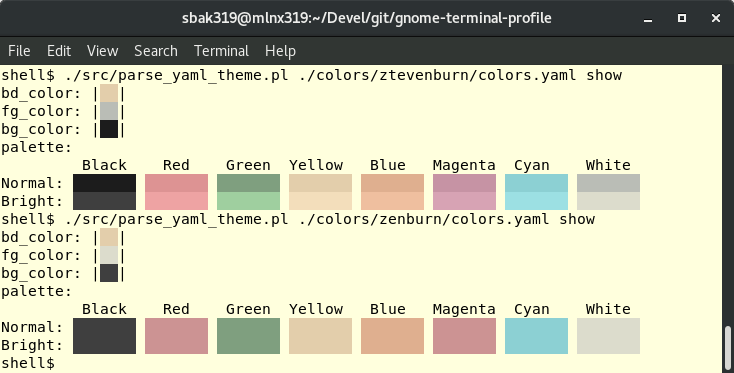 sbak319@mlnx319:~/Devel/git/gnome-terminal-profile
File Edit View Search Terminal Help
shell$ ./src/parse_yaml_theme.pl ./colors/ztevenburn/colors.yaml show
bd_color: | |
fg_color: | |
bg_color: | |
palette:
Black Red Green Yellow Blue Magenta Cyan White
Normal:
Bright:
shell$ ./src/parse_yaml_theme.pl ./colors/zenburn/colors.yaml show
bd_color: | |
fg_color: | |
bg_color: | |
palette:
Black Red Green Yellow Blue Magenta Cyan White
Normal:
Bright:
shell$